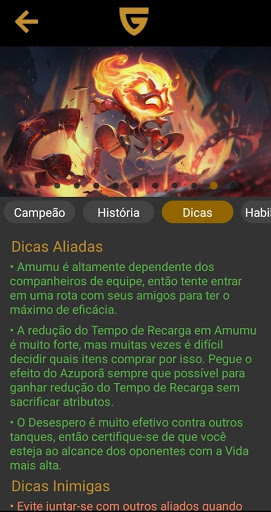 G
Campeão
História
Dicas
Habil
Dicas Aliadas
• Amumu é altamente dependente dos
companheiros de equipe, então tente entrar
em uma rota com seus amigos para ter o
máximo de eficácia.
• A redução do Tempo de Recarga em Amumu
é muito forte, mas muitas vezes é difícil
decidir quais itens comprar por isso. Pegue o
efeito do Azuporã sempre que possível para
ganhar redução do Tempo de Recarga sem
sacrificar atributos.
• O Desespero é muito efetivo contra outros
tanques, então certifique-se de que você
esteja ao alcance dos oponentes com a Vida
mais alta.
Dicas Inimigas
• Evite juntar-se com outros aliados quando